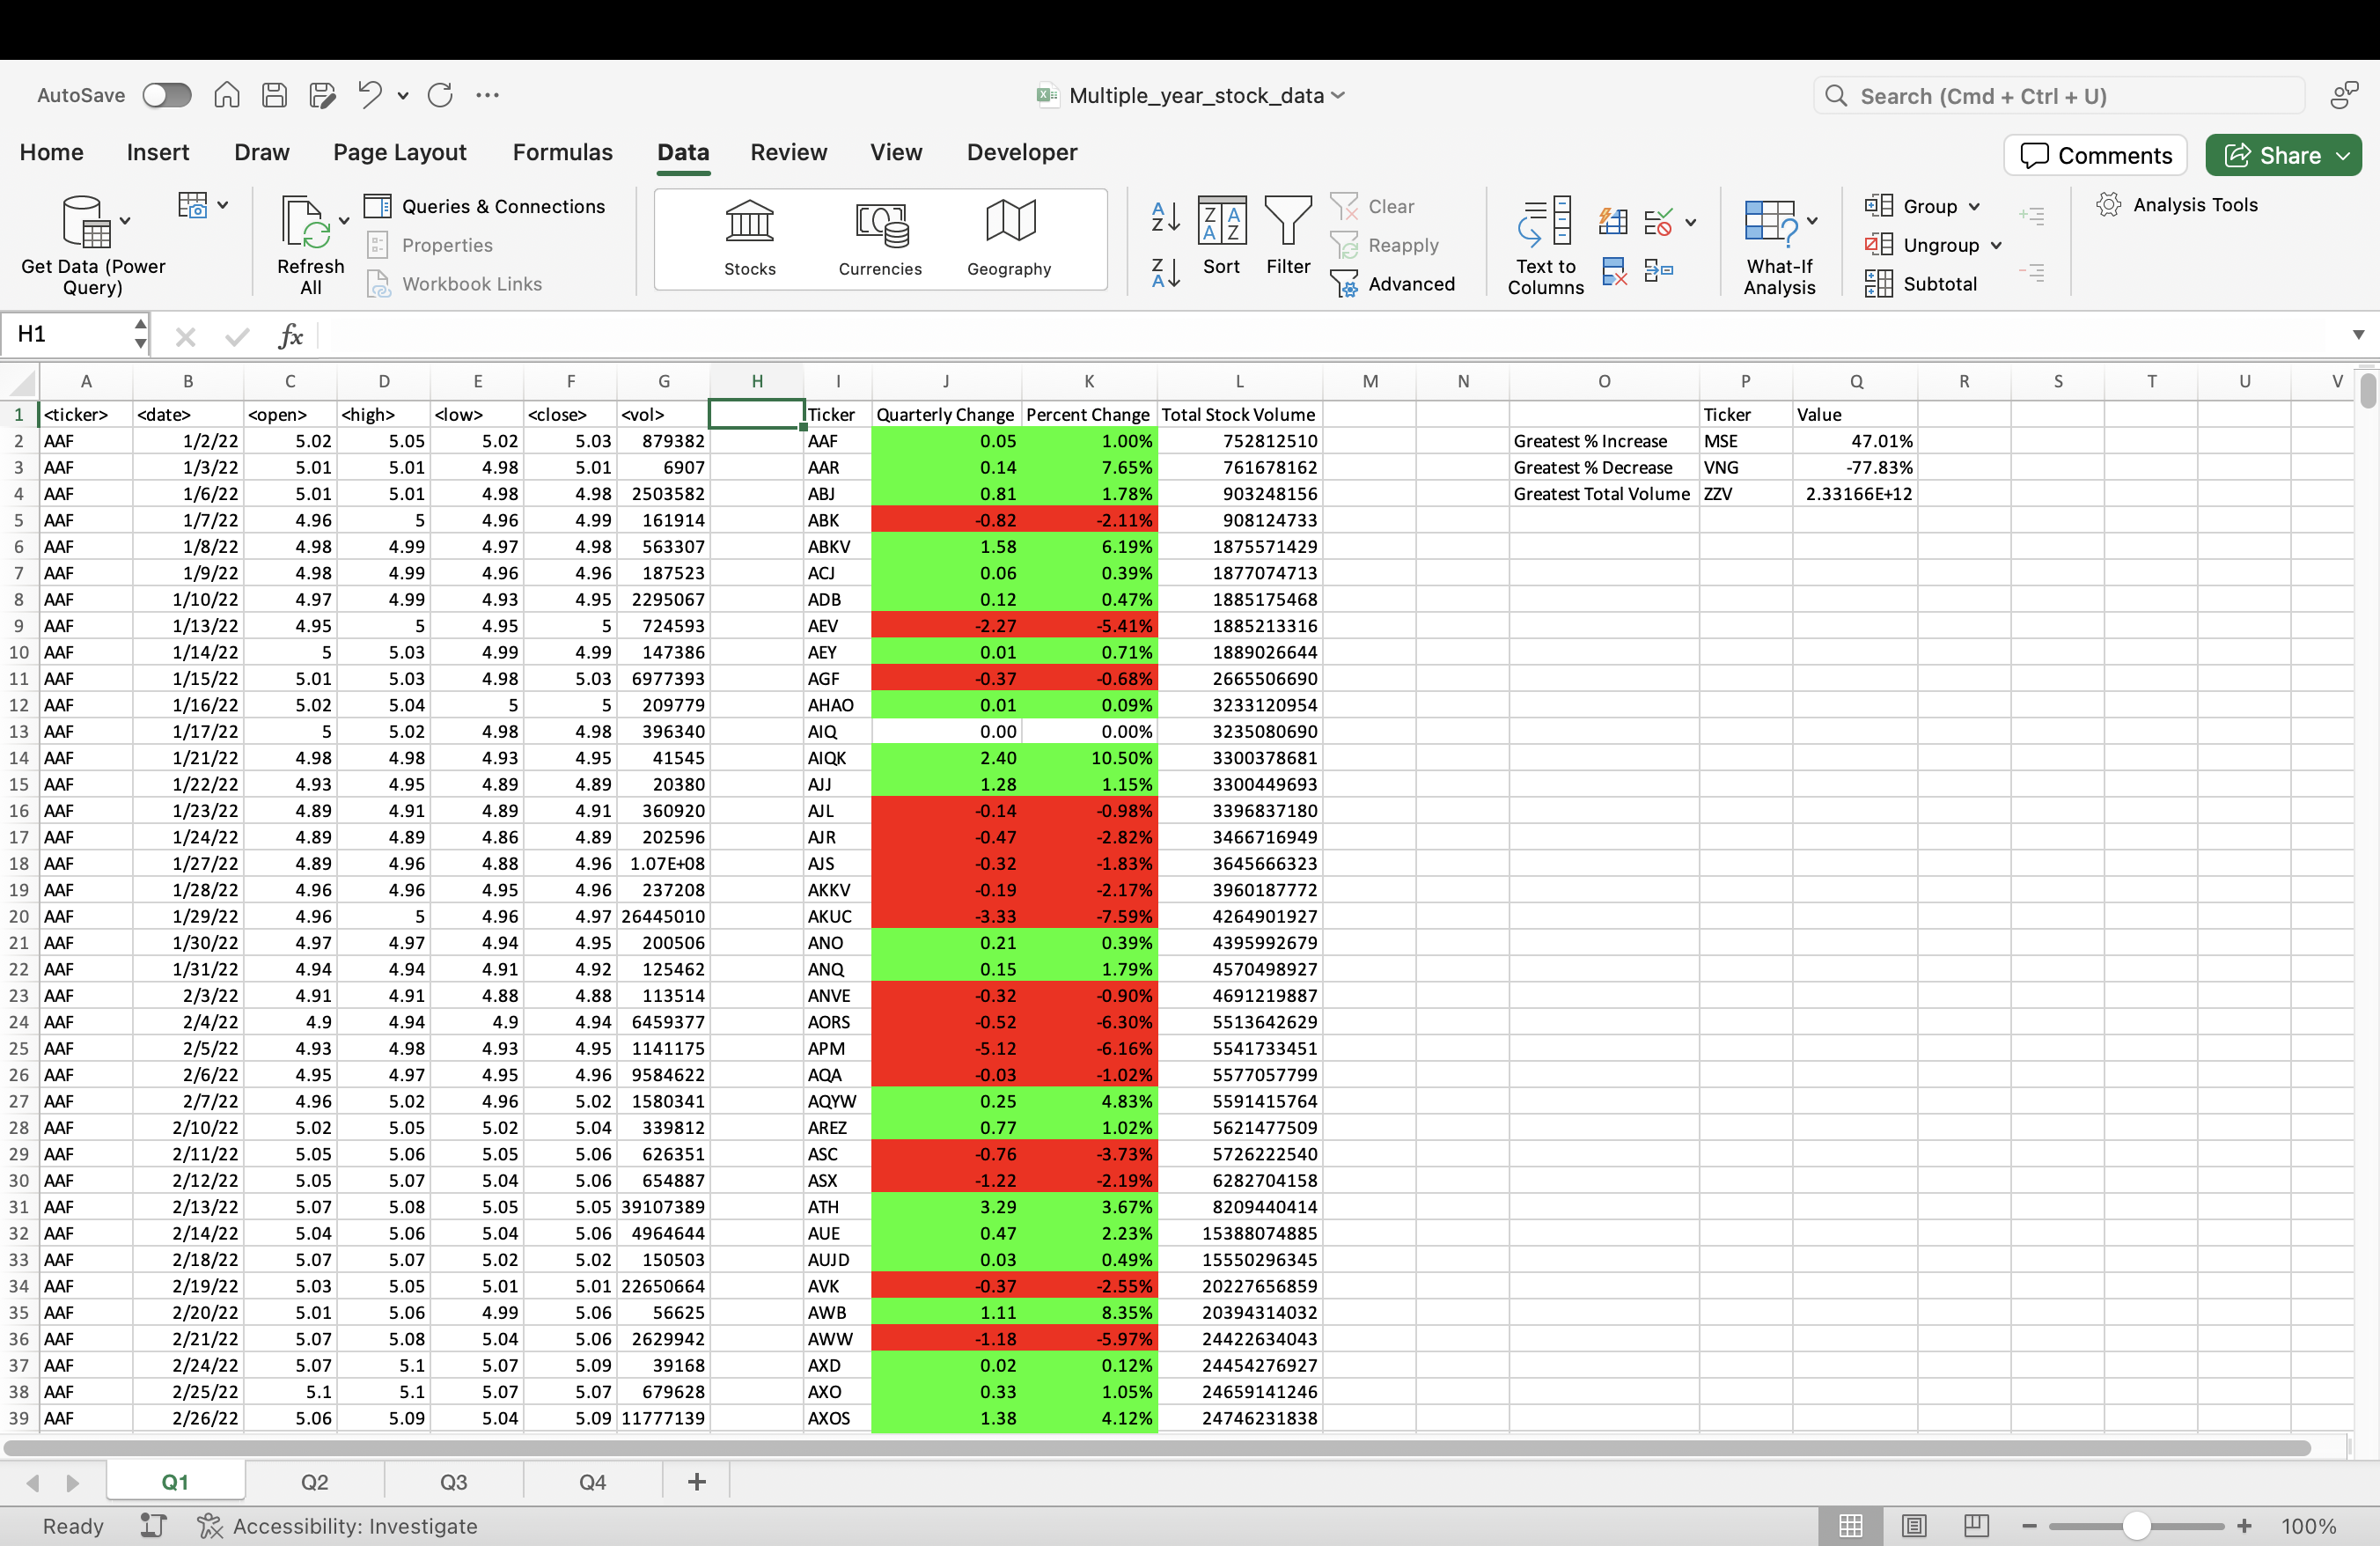 AutoSave Multiple_year_stock_data Search (Cmd + Ctrl + U)
Home Insert Draw Page Layout Formulas Data Review View Developer Comments Share
Get Data (Power Query) Refresh All Queries & Connections Properties Workbook Links Stocks Currencies Geography Sort Filter Clear Reapply Advanced Text to Columns What-If Analysis Group Ungroup Subtotal Analysis Tools
H1 fx
A B C D E F G H I J K L M N O P Q R S T U V
1 <ticker> <date> <open> <high> <low> <close> <vol> Ticker Quarterly Change Percent Change Total Stock Volume Ticker Value
2 AAF 1/2/22 5.02 5.05 5.02 5.03 879382 AAF 0.05 1.00% 752812510 Greatest % Increase MSE 47.01%
3 AAF 1/3/22 5.01 5.01 4.98 5.01 6907 AAR 0.14 7.65% 761678162 Greatest % Decrease VNG -77.83%
4 AAF 1/6/22 5.01 5.01 4.98 4.98 2503582 ABJ 0.81 1.78% 903248156 Greatest Total Volume ZZV 2.33166E+12
5 AAF 1/7/22 4.96 5 4.96 4.99 161914 ABK -0.82 -2.11% 908124733
6 AAF 1/8/22 4.98 4.99 4.97 4.98 563307 ABKV 1.58 6.19% 1875571429
7 AAF 1/9/22 4.98 4.99 4.96 4.96 187523 ACJ 0.06 0.39% 1877074713
8 AAF 1/10/22 4.97 4.99 4.93 4.95 2295067 ADB 0.12 0.47% 1885175468
9 AAF 1/13/22 4.95 5 4.95 5 724593 AEV -2.27 -5.41% 1885213316
10 AAF 1/14/22 5 5.03 4.99 4.99 147386 AEY 0.01 0.71% 1889026644
11 AAF 1/15/22 5.01 5.03 4.98 5.03 6977393 AGF -0.37 -0.68% 2665506690
12 AAF 1/16/22 5.02 5.04 5 5 209779 AHAO 0.01 0.09% 3233120954
13 AAF 1/17/22 5 5.02 4.98 4.98 396340 AIQ 0.00 0.00% 3235080690
14 AAF 1/21/22 4.98 4.98 4.93 4.95 41545 AIQK 2.40 10.50% 3300378681
15 AAF 1/22/22 4.93 4.95 4.89 4.89 20380 AJJ 1.28 1.15% 3300449693
16 AAF 1/23/22 4.89 4.91 4.89 4.91 360920 AJL -0.14 -0.98% 3396837180
17 AAF 1/24/22 4.89 4.89 4.86 4.89 202596 AJR -0.47 -2.82% 3466716949
18 AAF 1/27/22 4.89 4.96 4.88 4.96 1.07E+08 AJS -0.32 -1.83% 3645666323
19 AAF 1/28/22 4.96 4.96 4.95 4.96 237208 AKKV -0.19 -2.17% 3960187772
20 AAF 1/29/22 4.96 5 4.96 4.97 26445010 AKUC -3.33 -7.59% 4264901927
21 AAF 1/30/22 4.97 4.97 4.94 4.95 200506 ANO 0.21 0.39% 4395992679
22 AAF 1/31/22 4.94 4.94 4.91 4.92 125462 ANQ 0.15 1.79% 4570498927
23 AAF 2/3/22 4.91 4.91 4.88 4.88 113514 ANVE -0.32 -0.90% 4691219887
24 AAF 2/4/22 4.9 4.94 4.9 4.94 6459377 AORS -0.52 -6.30% 5513642629
25 AAF 2/5/22 4.93 4.98 4.93 4.95 1141175 APM -5.12 -6.16% 5541733451
26 AAF 2/6/22 4.95 4.97 4.95 4.96 9584622 AQA -0.03 -1.02% 5577057799
27 AAF 2/7/22 4.96 5.02 4.96 5.02 1580341 AQYW 0.25 4.83% 5591415764
28 AAF 2/10/22 5.02 5.05 5.02 5.04 339812 AREZ 0.77 1.02% 5621477509
29 AAF 2/11/22 5.05 5.06 5.05 5.06 626351 ASC -0.76 -3.73% 5726222540
30 AAF 2/12/22 5.05 5.07 5.04 5.06 654887 ASX -1.22 -2.19% 6282704158
31 AAF 2/13/22 5.07 5.08 5.05 5.05 39107389 ATH 3.29 3.67% 8209440414
32 AAF 2/14/22 5.04 5.06 5.04 5.06 4964644 AUE 0.47 2.23% 15388074885
33 AAF 2/18/22 5.07 5.07 5.02 5.02 150503 AUJD 0.03 0.49% 15550296345
34 AAF 2/19/22 5.03 5.05 5.01 5.01 22650664 AVK -0.37 -2.55% 20227656859
35 AAF 2/20/22 5.01 5.06 4.99 5.06 56625 AWB 1.11 8.35% 20394314032
36 AAF 2/21/22 5.07 5.08 5.04 5.06 2629942 AWW -1.18 -5.97% 24422634043
37 AAF 2/24/22 5.07 5.1 5.07 5.09 39168 AXD 0.02 0.12% 24454276927
38 AAF 2/25/22 5.1 5.1 5.07 5.07 679628 AXO 0.33 1.05% 24659141246
39 AAF 2/26/22 5.06 5.09 5.04 5.09 11777139 AXOS 1.38 4.12% 24746231838
Q1 Q2 Q3 Q4 +
Ready Accessibility: Investigate 100%